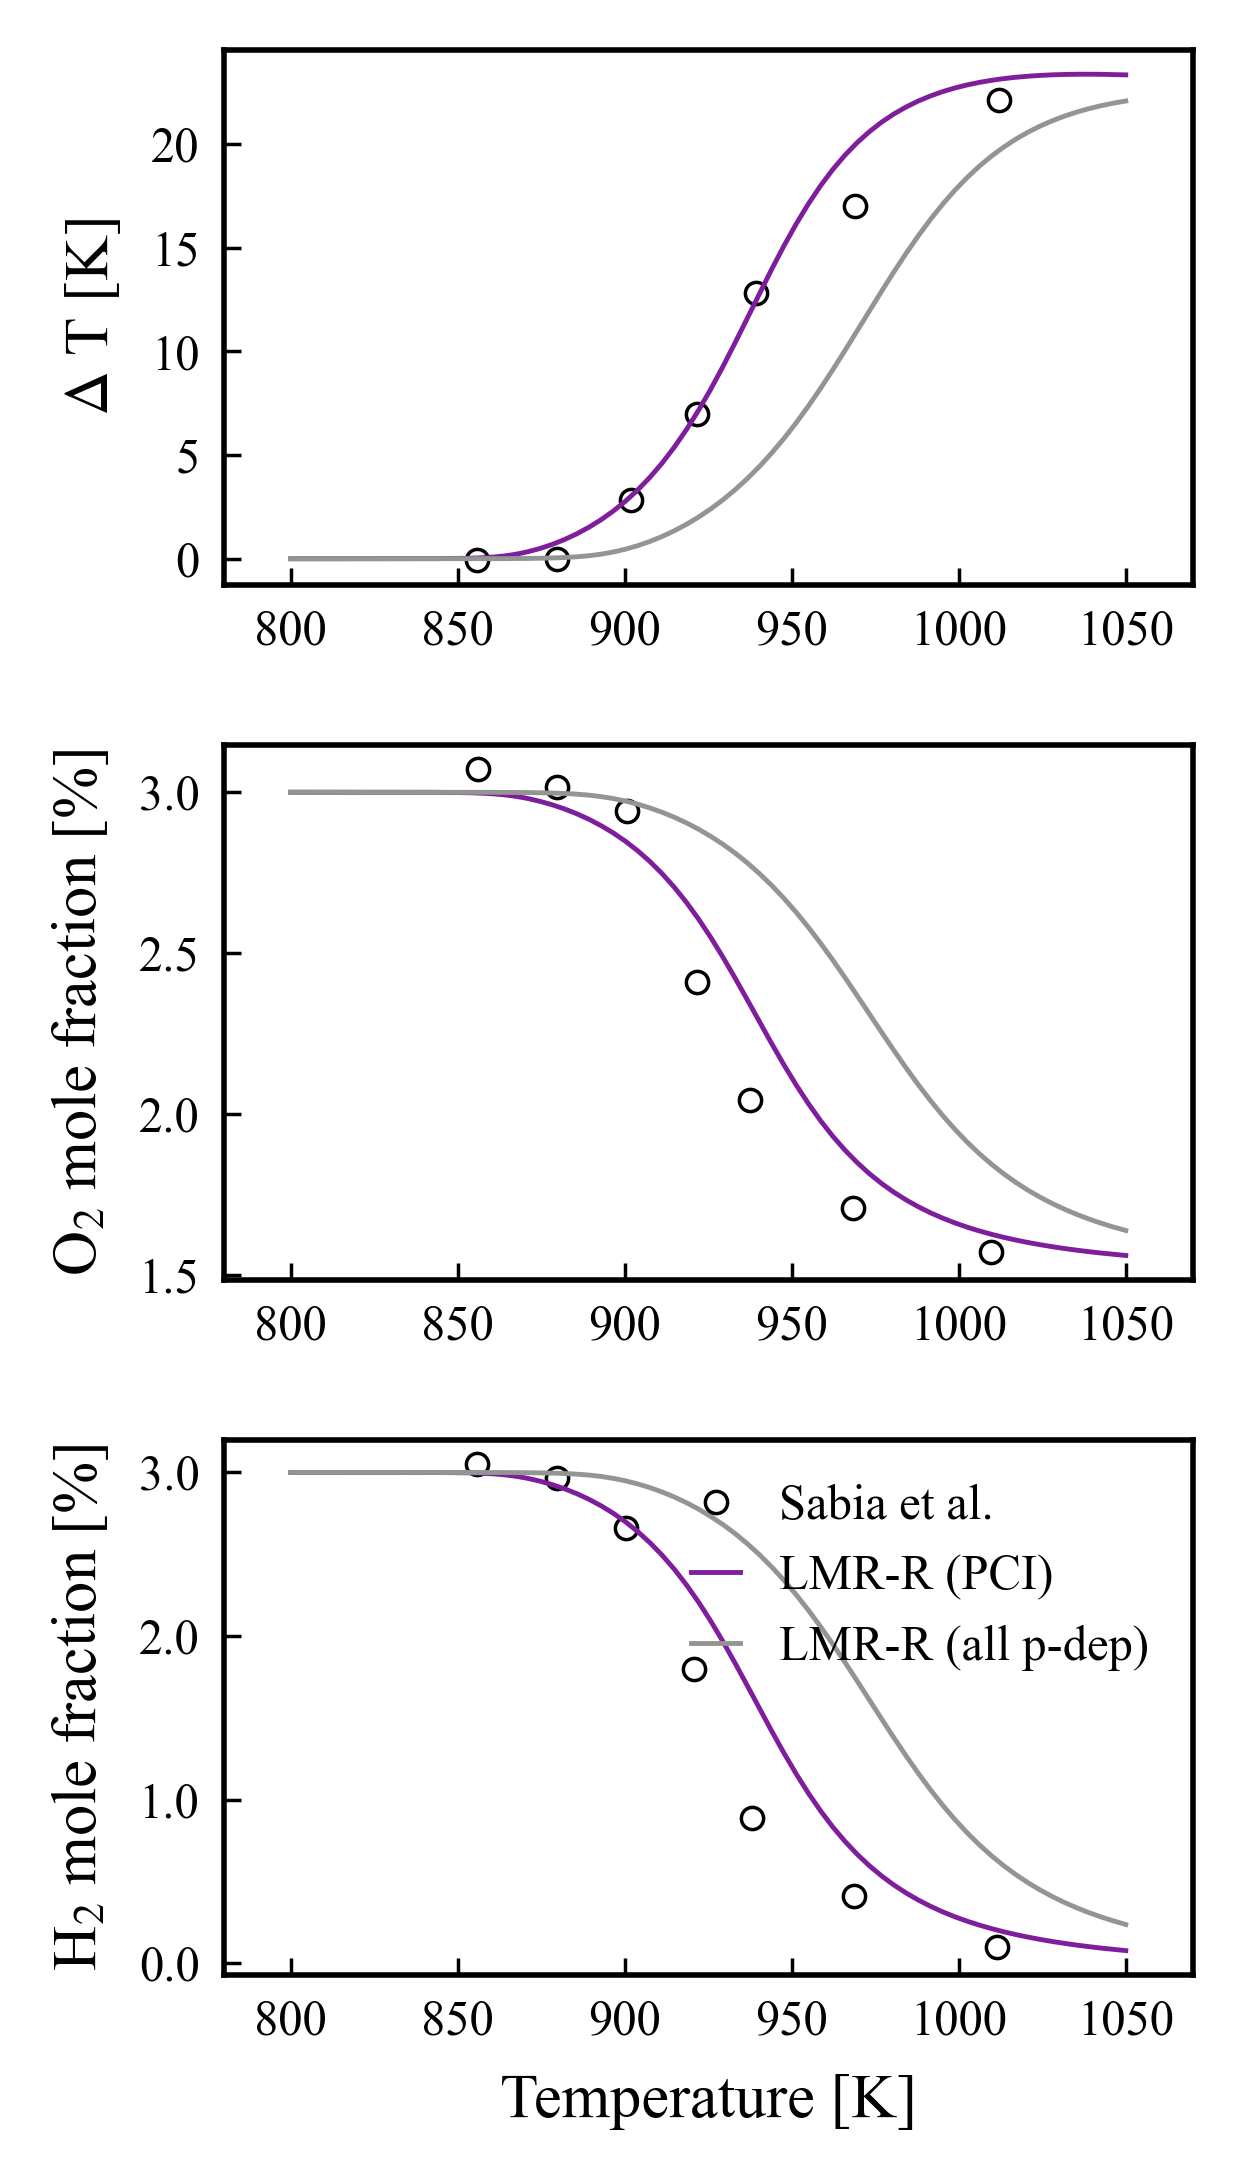 Δ T [K]
20
15
10
5
0
800 850 900 950 1000 1050
O₂ mole fraction [%]
3.0
2.5
2.0
1.5
800 850 900 950 1000 1050
H₂ mole fraction [%]
3.0
2.0
1.0
0.0
Sabia et al.
LMR-R (PCI)
LMR-R (all p-dep)
800 850 900 950 1000 1050
Temperature [K]